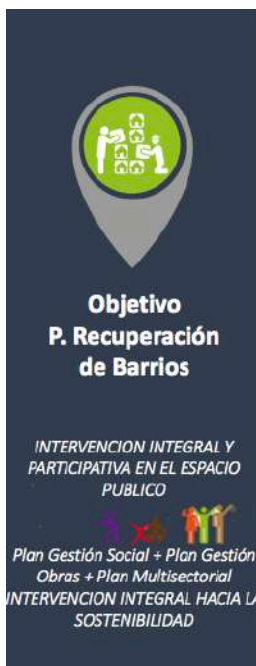 Objetivo
P. Recuperación
de Barrios
INTERVENCION INTEGRAL Y
PARTICIPATIVA EN EL ESPACIO
PUBLICO
Plan Gestión Social + Plan Gestión
Obras + Plan Multisectorial
INTERVENCION INTEGRAL HACIA LA
SOSTENIBILIDAD